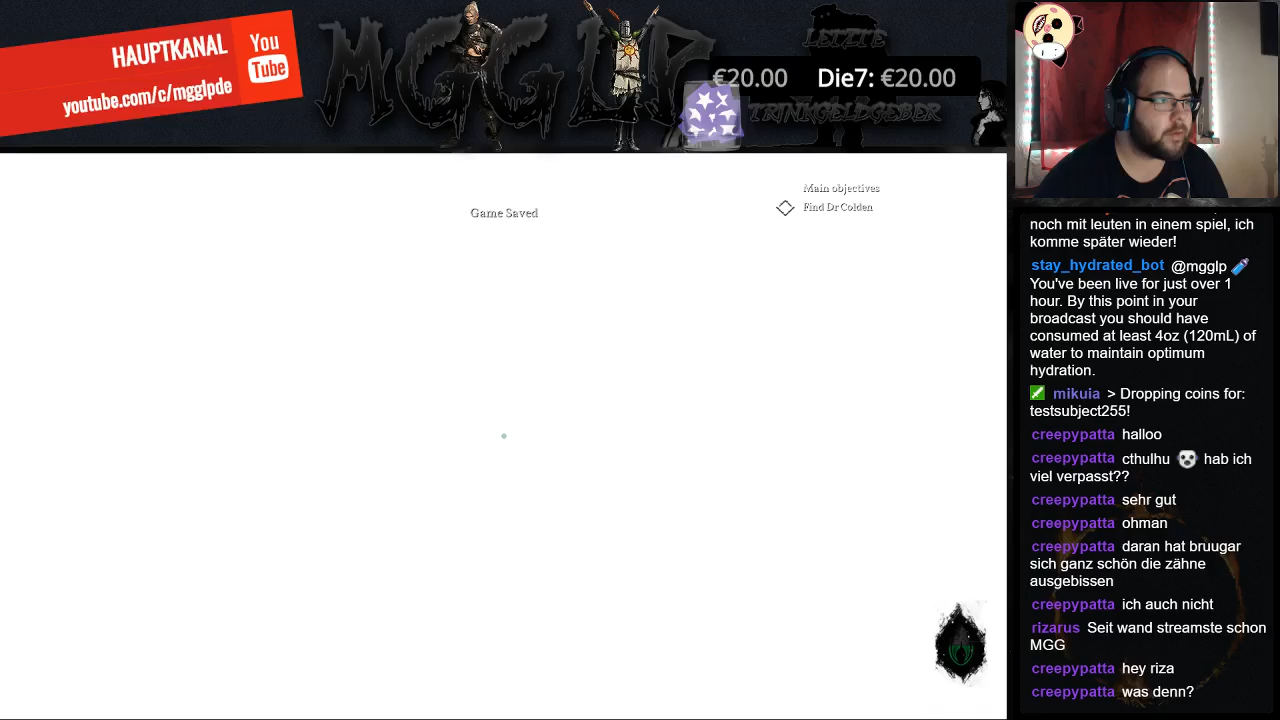 HAUPTKANAL
You
Tube
youtube.com/c/mgglpde
MGGLP
LETZTE
€20.00 Die7: €20.00
TRINKGELDGEBER
Main objectives
Find Dr Colden
Game Saved
noch mit leuten in einem spiel, ich
komme später wieder!
stay_hydrated_bot @mgglp
You've been live for just over 1
hour. By this point in your
broadcast you should have
consumed at least 4oz (120mL) of
water to maintain optimum
hydration.
mikuia > Dropping coins for:
testsubject255!
creepypatta halloo
creepypatta cthulhu hab ich
viel verpasst??
creepypatta sehr gut
creepypatta ohman
creepypatta daran hat bruugar
sich ganz schön die zähne
ausgebissen
creepypatta ich auch nicht
rizarus Seit wand streamste schon
MGG
creepypatta hey riza
creepypatta was denn?